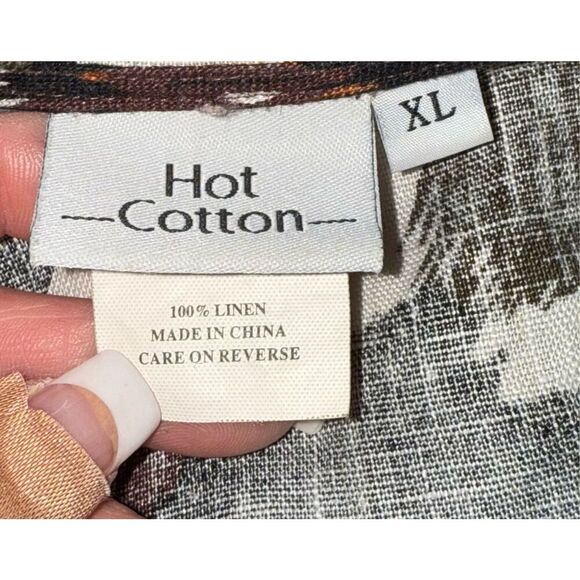 XL
Hot
Cotton
100% LINEN
MADE IN CHINA
CARE ON REVERSE